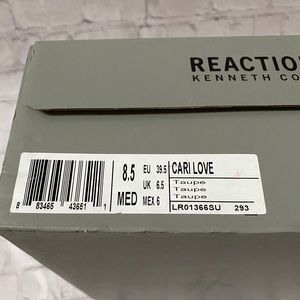 REACTION
KENNETH CO
8.5 EU 39.5 CARI LOVE
UK 6.5 Taupe
Taupe
MED MEX 6 Taupe
LR01366SU 293
8 83465 43651 1